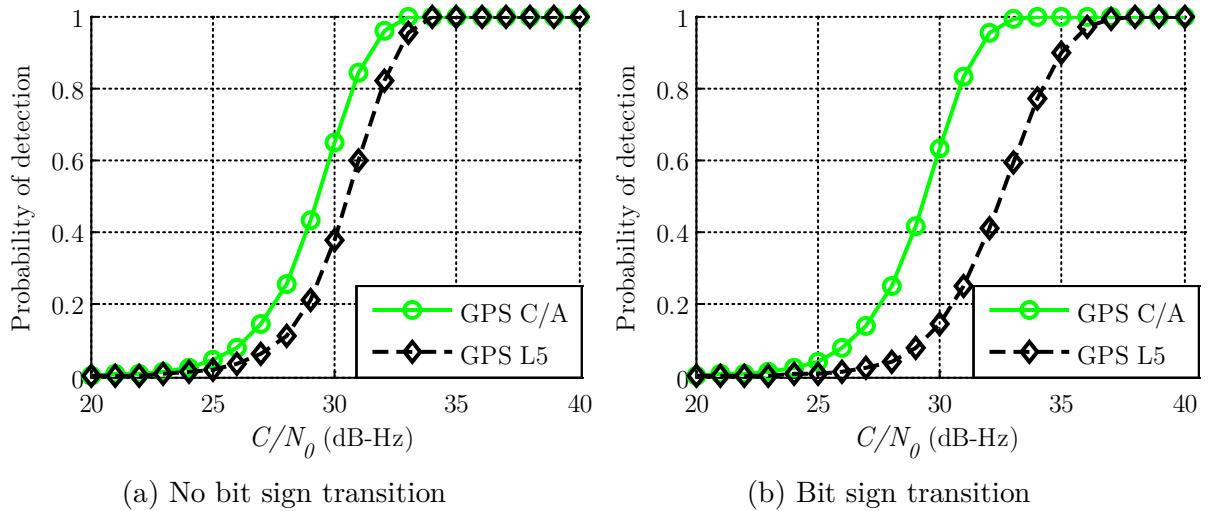 Probability of detection
1
0.8
0.6
0.4
0.2
0
20
25
30
35
40
C/N0 (dB-Hz)
GPS C/A
GPS L5
(a) No bit sign transition
Probability of detection
1
0.8
0.6
0.4
0.2
0
20
25
30
35
40
C/N0 (dB-Hz)
GPS C/A
GPS L5
(b) Bit sign transition